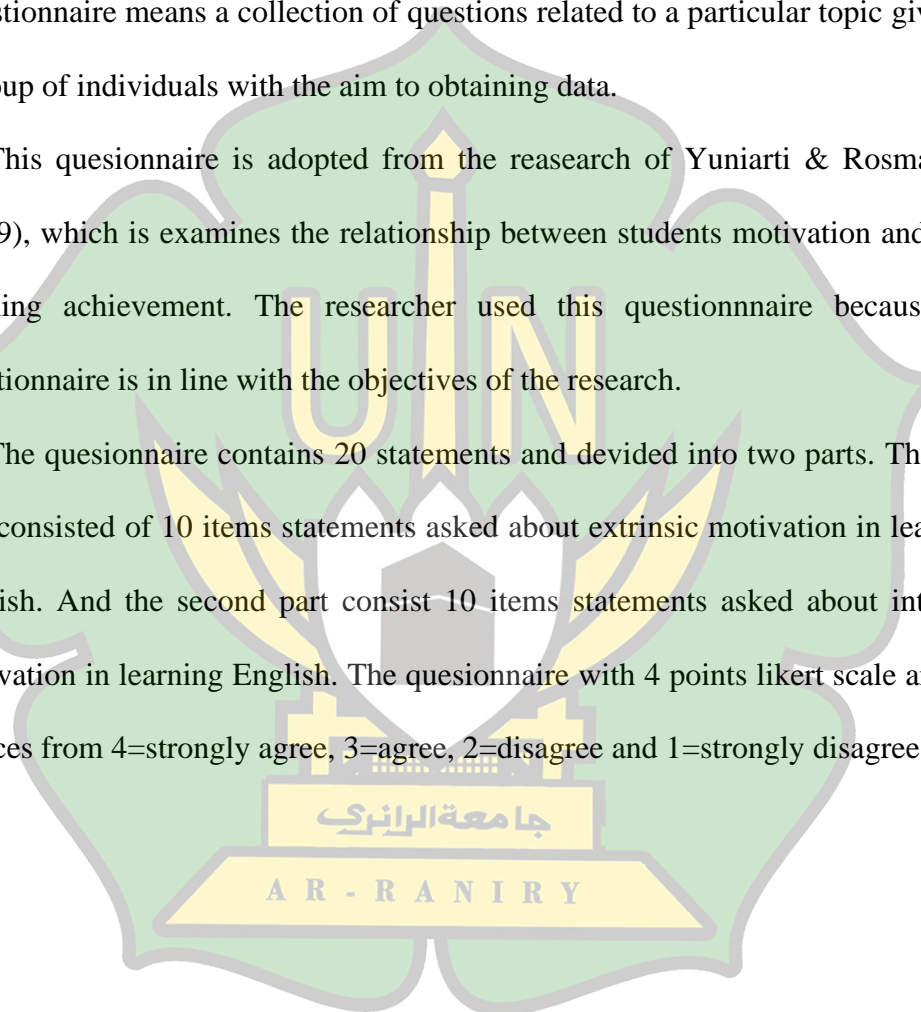 stionnaire means a collection of questions related to a particular topic giv
oup of individuals with the aim to obtaining data.
This quesionnaire is adopted from the reasearch of Yuniarti & Rosma
9), which is examines the relationship between students motivation and
ing achievement. The researcher used this questionnnaire becaus
tionnaire is in line with the objectives of the research.
The quesionnaire contains 20 statements and devided into two parts. Th
consisted of 10 items statements asked about extrinsic motivation in lea
ish. And the second part consist 10 items statements asked about int
vation in learning English. The quesionnaire with 4 points likert scale a
ces from 4=strongly agree, 3=agree, 2=disagree and 1=strongly disagree
UIN
جامعةالرانري
AR-RANIRY